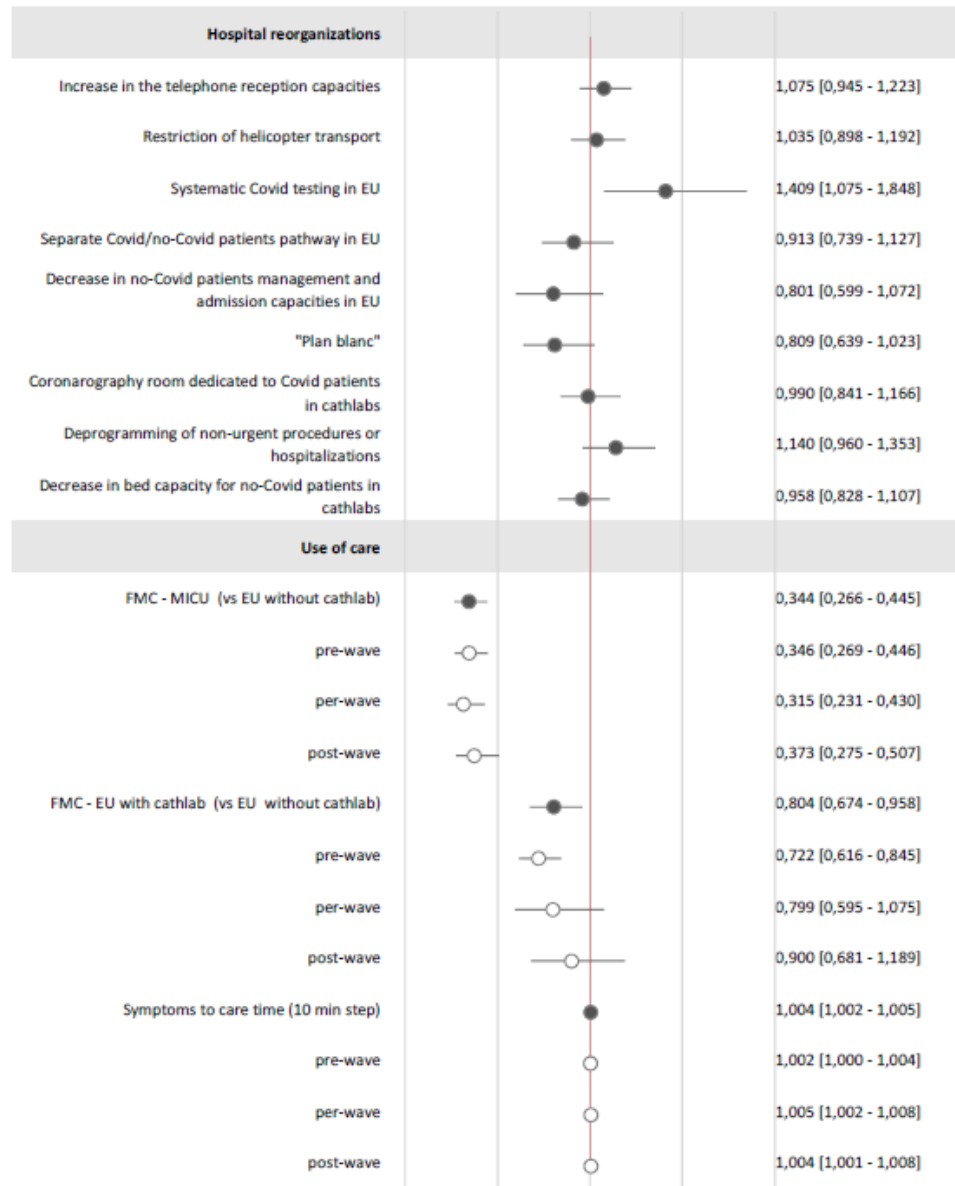 Hospital reorganizations
Increase in the telephone reception capacities 1,075 [0,945 - 1,223]
Restriction of helicopter transport 1,035 [0,898 - 1,192]
Systematic Covid testing in EU 1,409 [1,075 - 1,848]
Separate Covid/no-Covid patients pathway in EU 0,913 [0,739 - 1,127]
Decrease in no-Covid patients management and
admission capacities in EU 0,801 [0,599 - 1,072]
"Plan blanc" 0,809 [0,639 - 1,023]
Coronarography room dedicated to Covid patients
in cathlabs 0,990 [0,841 - 1,166]
Deprogramming of non-urgent procedures or
hospitalizations 1,140 [0,960 - 1,353]
Decrease in bed capacity for no-Covid patients in
cathlabs 0,958 [0,828 - 1,107]
Use of care
FMC - MICU (vs EU without cathlab) 0,344 [0,266 - 0,445]
pre-wave 0,346 [0,269 - 0,446]
per-wave 0,315 [0,231 - 0,430]
post-wave 0,373 [0,275 - 0,507]
FMC - EU with cathlab (vs EU without cathlab) 0,804 [0,674 - 0,958]
pre-wave 0,722 [0,616 - 0,845]
per-wave 0,799 [0,595 - 1,075]
post-wave 0,900 [0,681 - 1,189]
Symptoms to care time (10 min step) 1,004 [1,002 - 1,005]
pre-wave 1,002 [1,000 - 1,004]
per-wave 1,005 [1,002 - 1,008]
post-wave 1,004 [1,001 - 1,008]